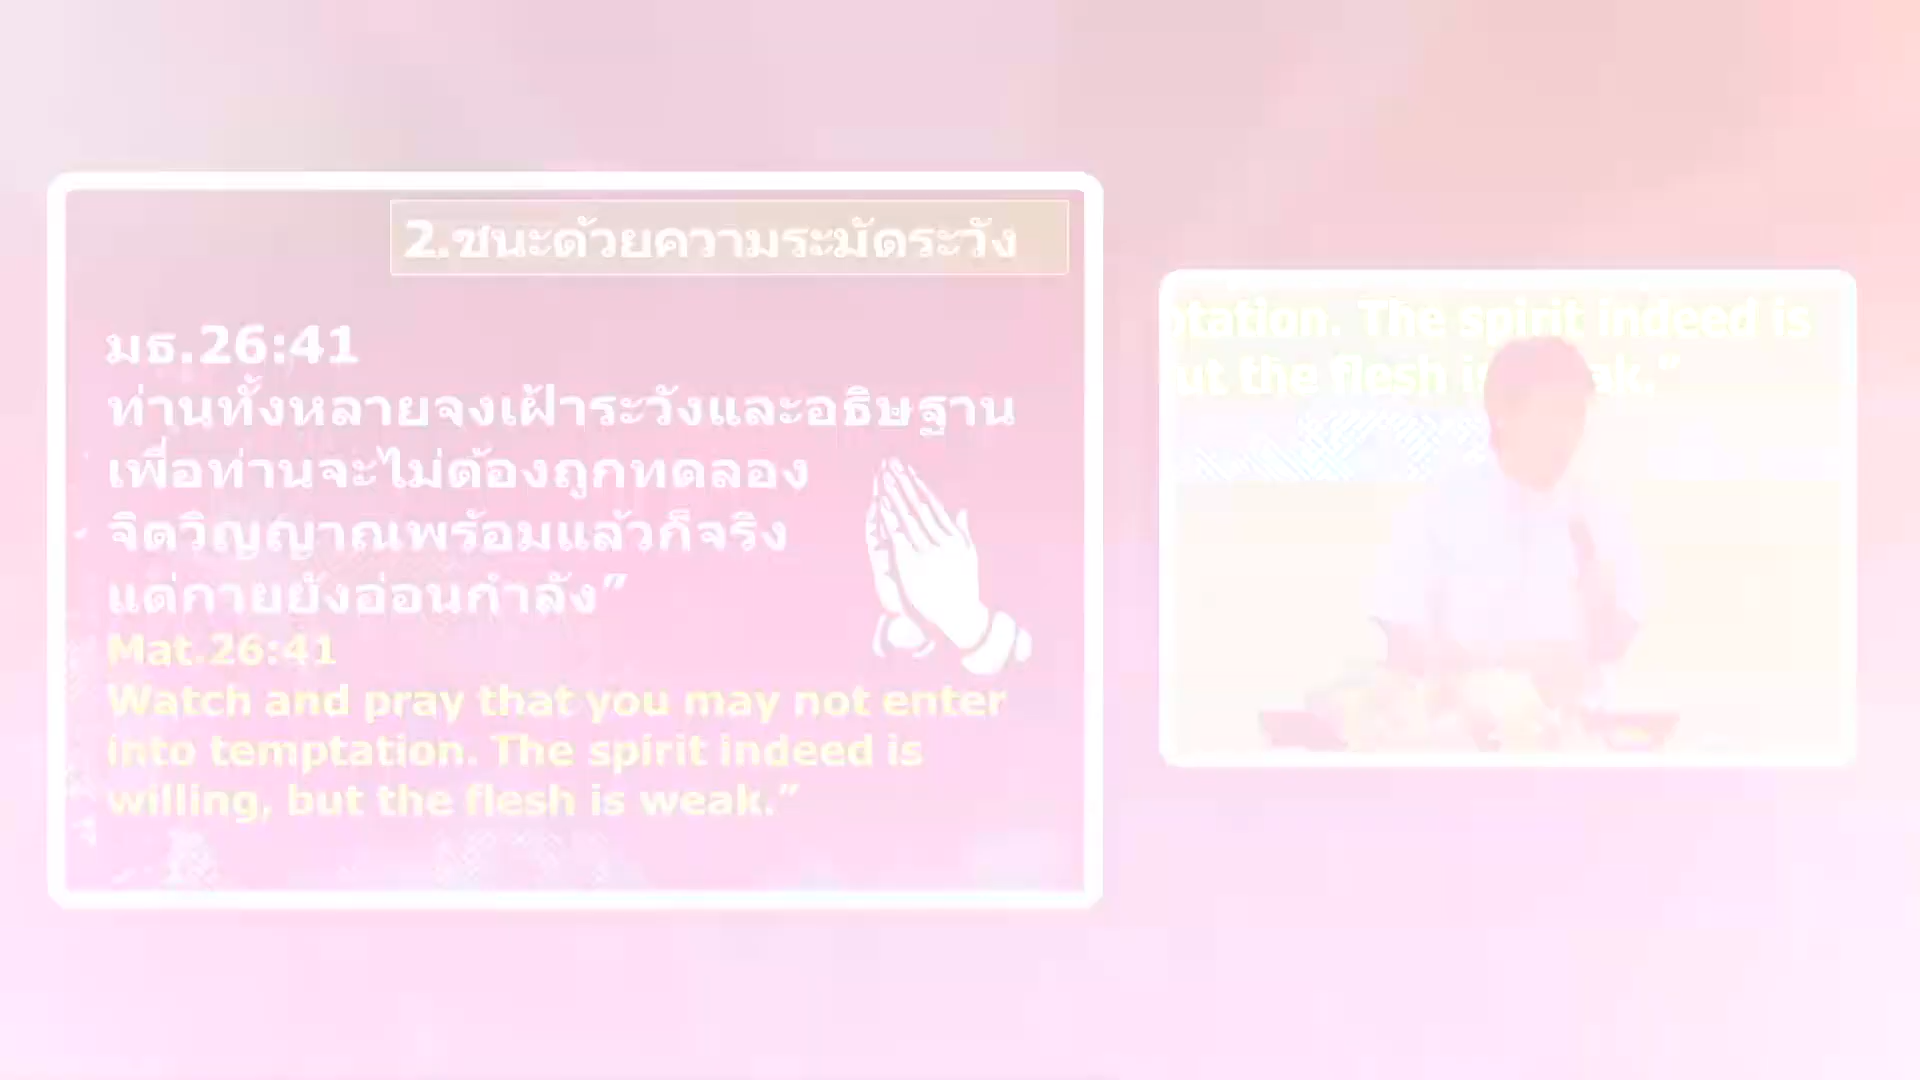 2.ชนะด้วยความระมัดระวัง
มธ.26:41
ท่านทั้งหลายจงเฝ้าระวังและอธิษฐาน
เพื่อท่านจะไม่ต้องถูกทดลอง
จิตวิญญาณพร้อมแล้วก็จริง
แต่กายยังอ่อนกำลัง”
Mat.26:41
Watch and pray that you may not enter
into temptation. The spirit indeed is
willing, but the flesh is weak.”
The spirit indeed is
the flesh